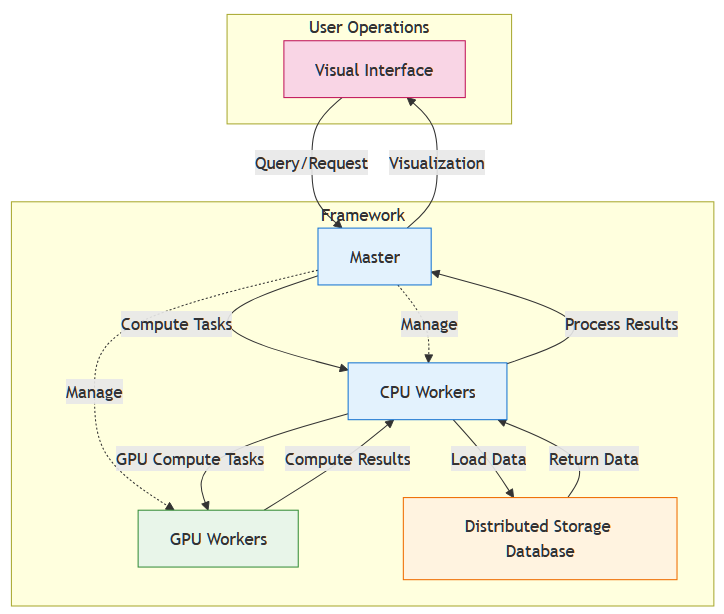 User Operations
Visual Interface
Query/Request
Visualization
Framework
Master
Compute Tasks
Manage
Process Results
CPU Workers
Manage
GPU Compute Tasks
Compute Results
Load Data
Return Data
GPU Workers
Distributed Storage
Database